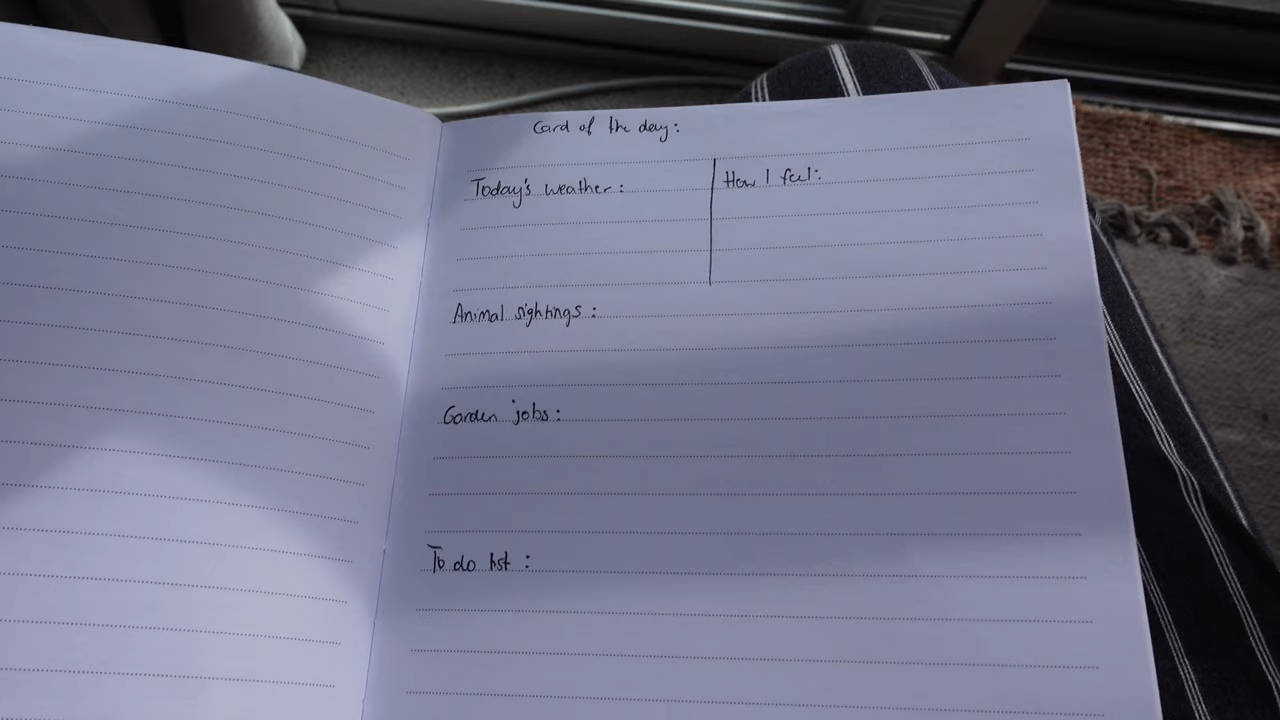 Card of the day:
Today's weather:
How I feel:
Animal sightings:
Garden jobs:
To do list: